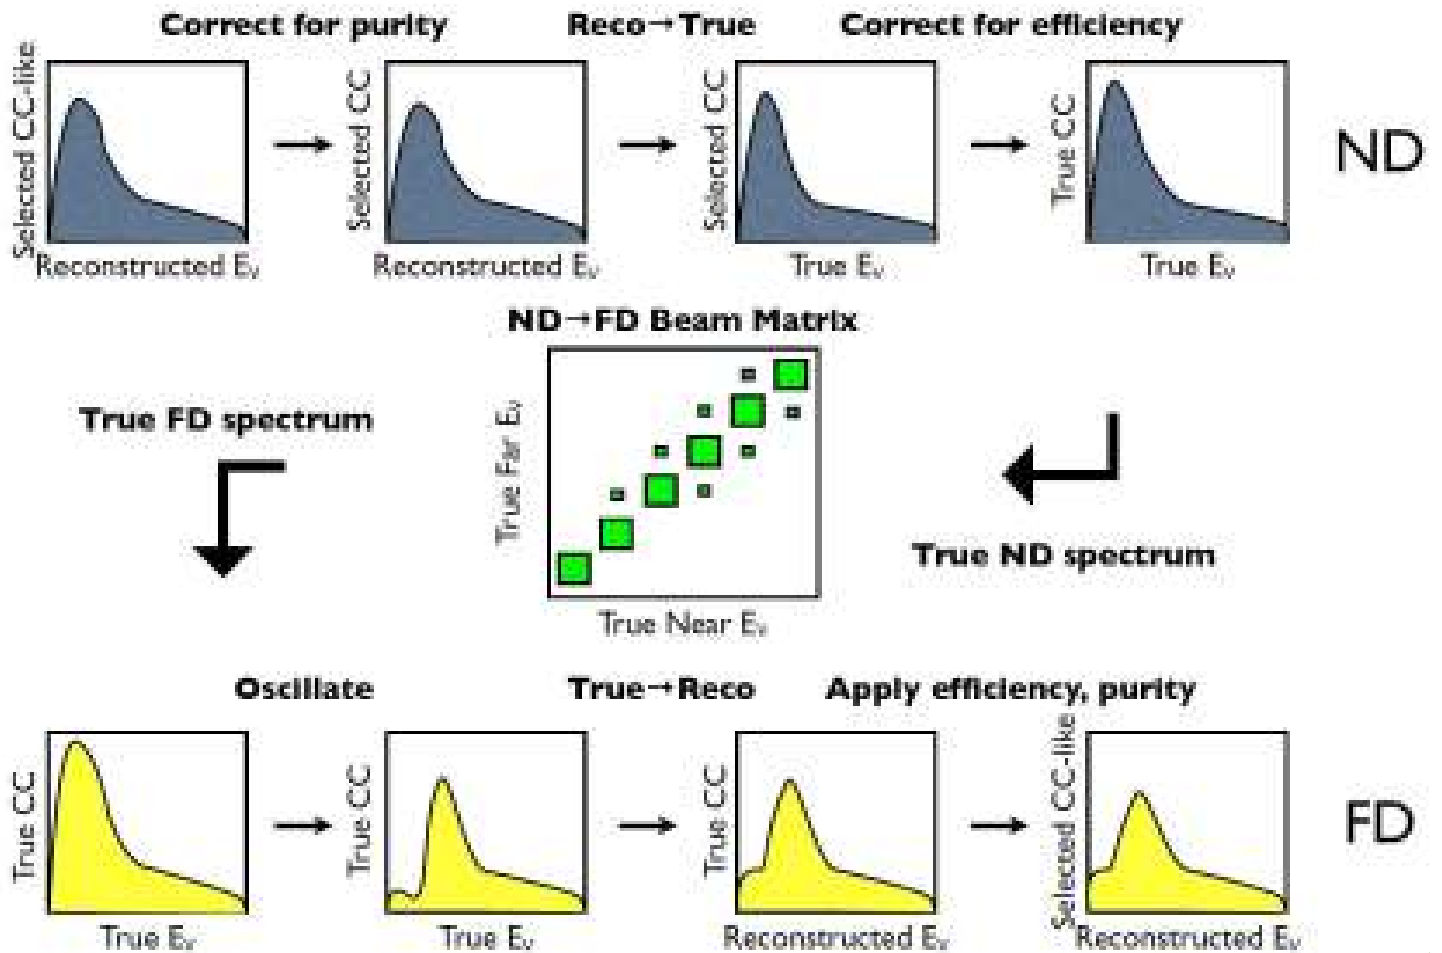 Correct for purity
Reco→True
Correct for efficiency
Selected CC-like
Reconstructed Eν
Selected CC
Reconstructed Eν
Selected CC
True Eν
True CC
True Eν
ND
ND→FD Beam Matrix
True FD spectrum
True Far Eν
True Near Eν
True ND spectrum
Oscillate
True→Reco
Apply efficiency, purity
True CC
True Eν
True CC
True Eν
True CC
Reconstructed Eν
Selected CC-like
Reconstructed Eν
FD